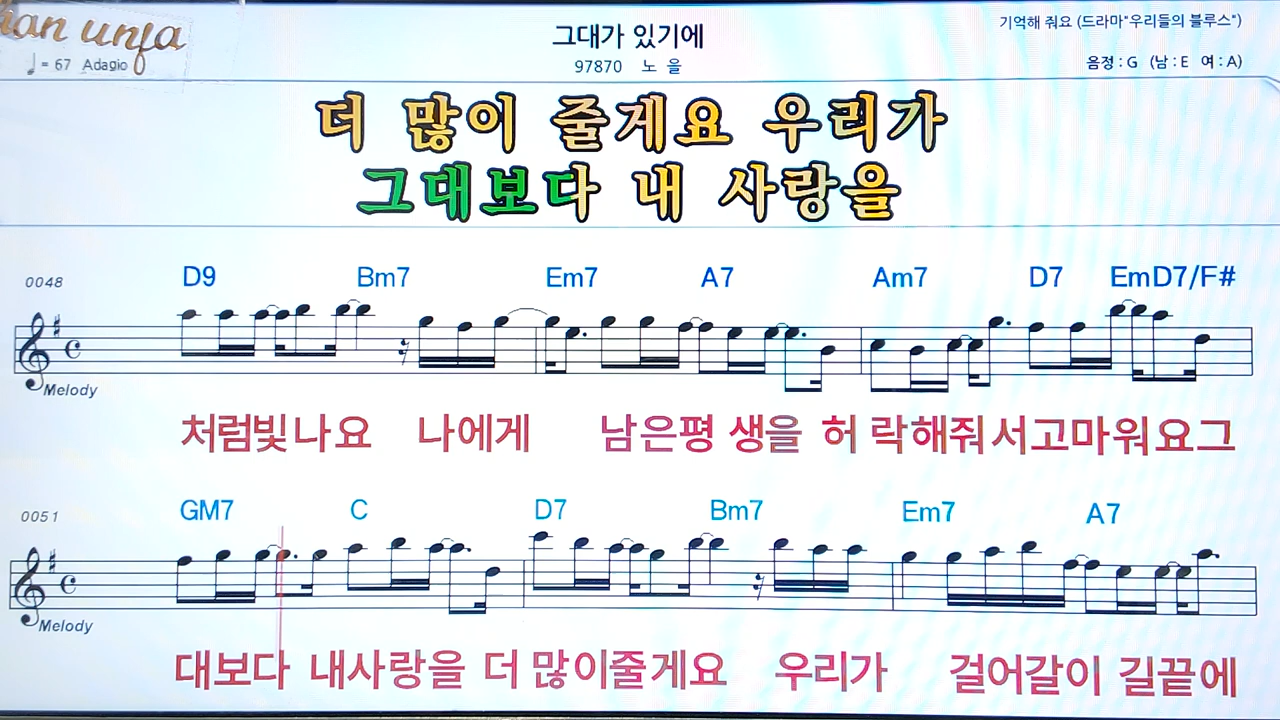 unfa
그대가 있기에
기억해 줘요 (드라마"우리들의 블루스")
♩= 67 Adagio
97870 노 을
음정 : G (남 : E 여 : A)
더 많이 줄게요 우리가
그대보다 내 사랑을
0048
D9 Bm7 Em7 A7 Am7 D7 Em D7/F#
Melody
처럼빛나요 나에게 남은평 생을 허 락해줘서고마워요그
0051
GM7 C D7 Bm7 Em7 A7
Melody
대보다 내사랑을 더 많이줄게요 우리가 걸어갈이 길끝에